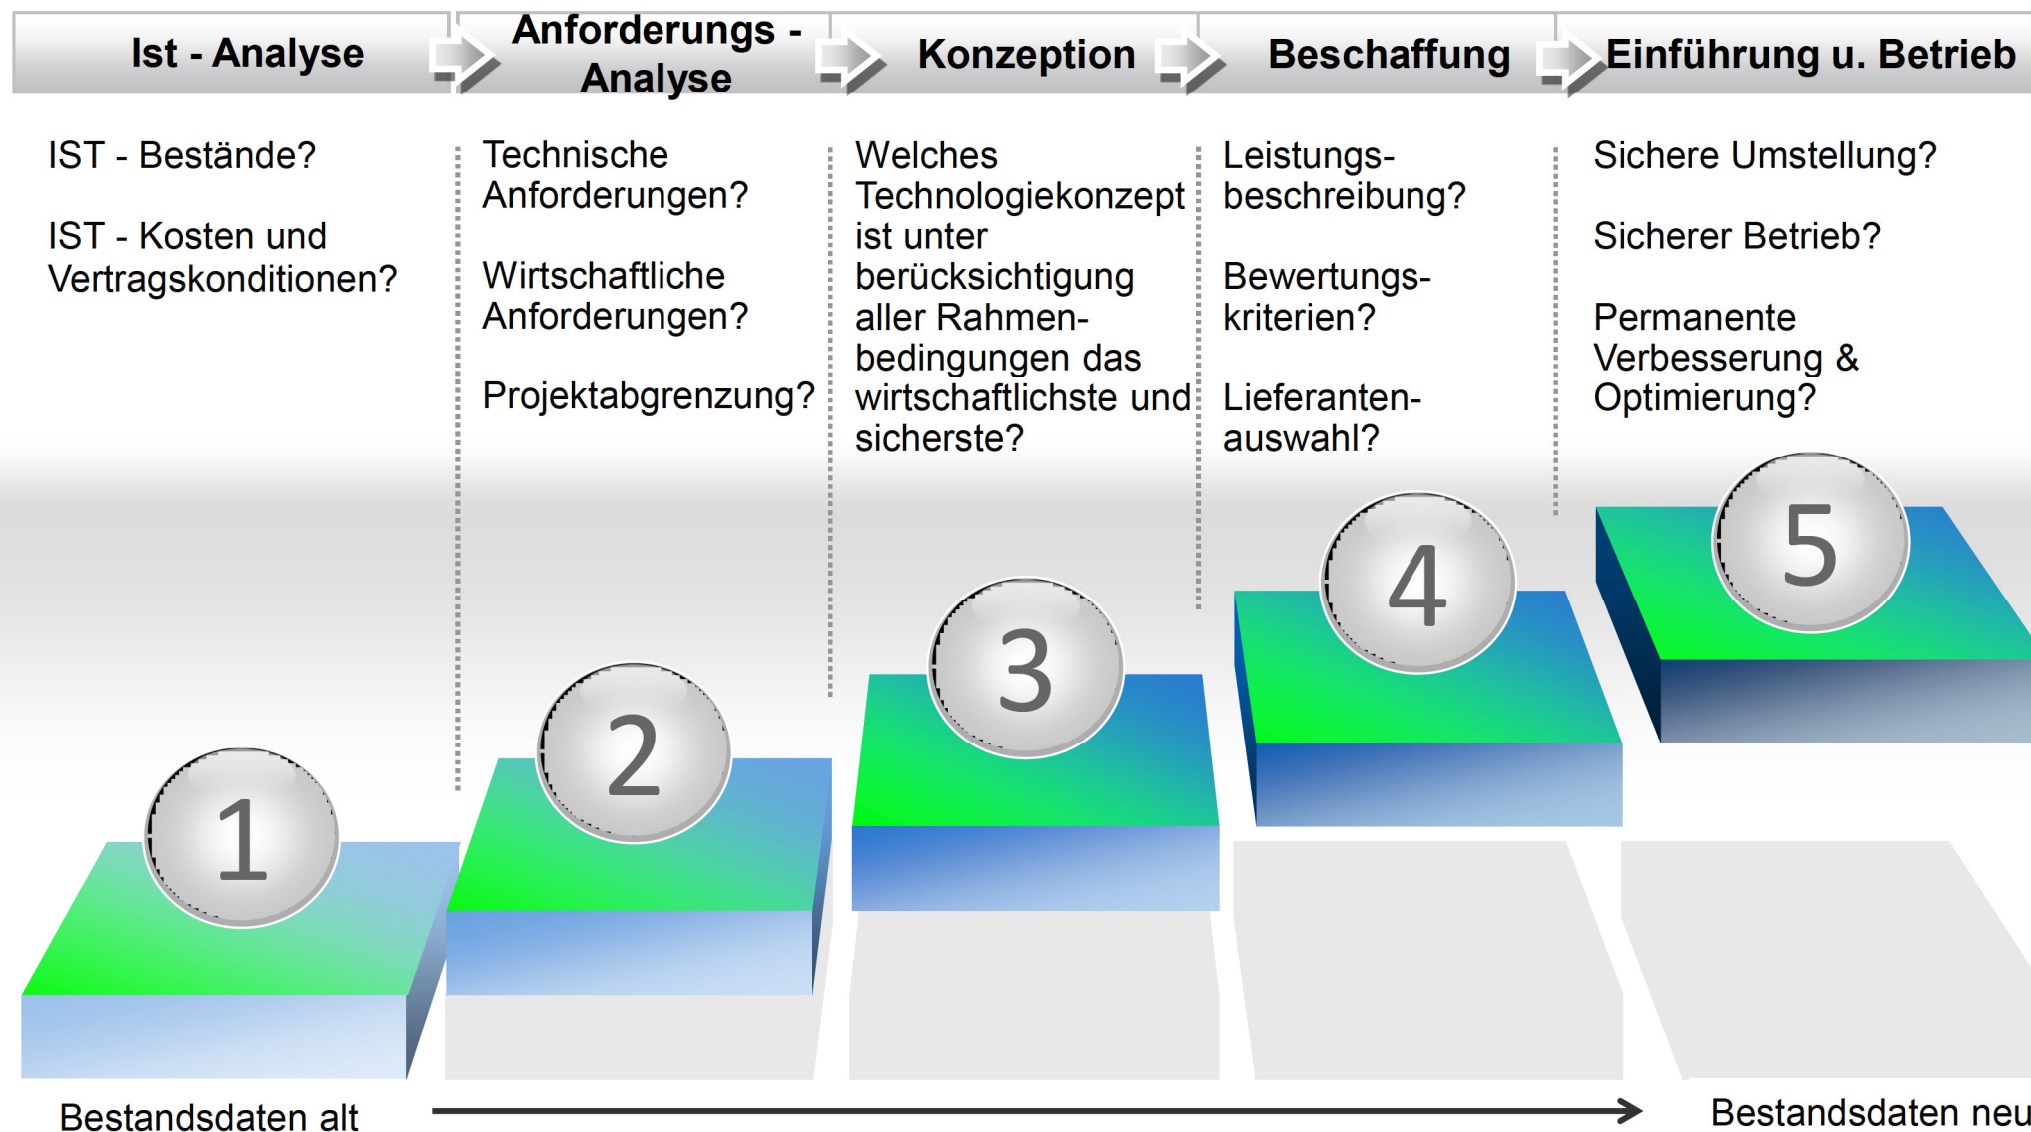 Ist - Analyse
Anforderungs -
Analyse
Konzeption
Beschaffung
Einführung u. Betrieb
IST - Bestände?
IST - Kosten und
Vertragskonditionen?
Technische
Anforderungen?
Wirtschaftliche
Anforderungen?
Projektabgrenzung?
Welches
Technologiekonzept
ist unter
berücksichtigung
aller Rahmen-
bedingungen das
wirtschaftlichste und
sicherste?
Leistungs-
beschreibung?
Bewertungs-
kriterien?
Lieferanten-
auswahl?
Sichere Umstellung?
Sicherer Betrieb?
Permanente
Verbesserung &
Optimierung?
1
2
3
4
5
Bestandsdaten alt
Bestandsdaten neu